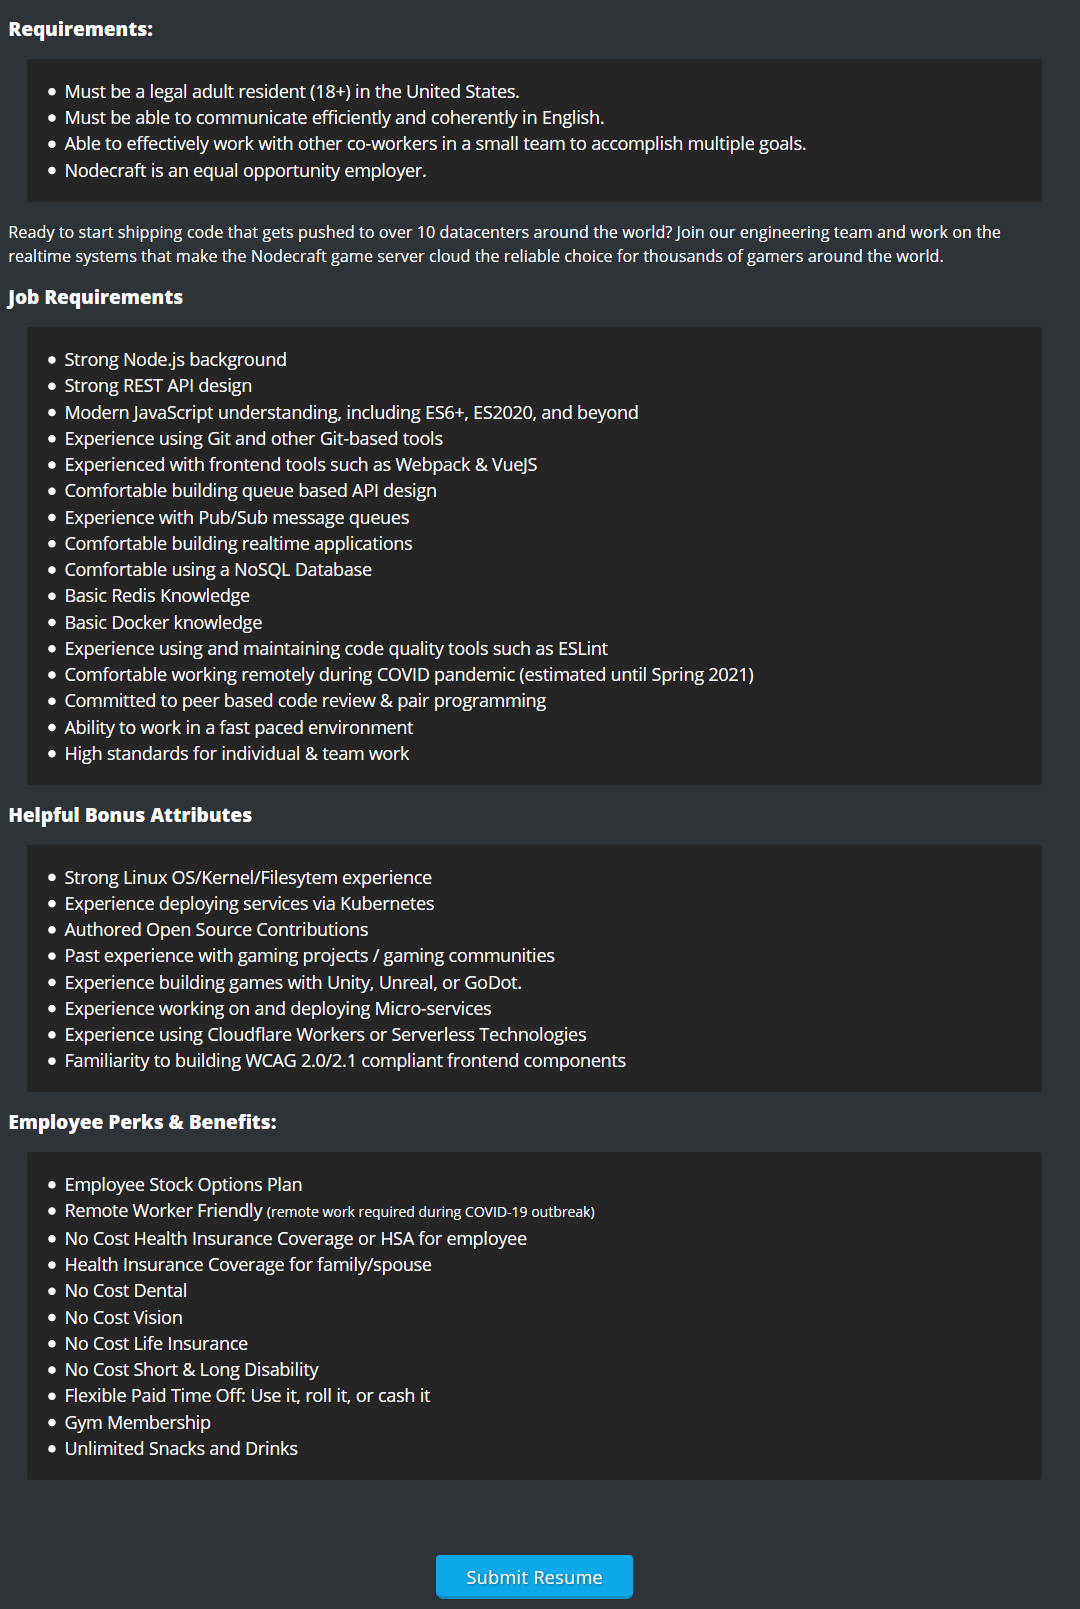 Requirements:
Must be a legal adult resident (18+) in the United States.
Must be able to communicate efficiently and coherently in English.
Able to effectively work with other co-workers in a small team to accomplish multiple goals.
Nodecraft is an equal opportunity employer.
Ready to start shipping code that gets pushed to over 10 datacenters around the world? Join our engineering team and work on the
realtime systems that make the Nodecraft game server cloud the reliable choice for thousands of gamers around the world.
Job Requirements
Strong Node.js background
Strong REST API design
Modern JavaScript understanding, including ES6+, ES2020, and beyond
Experience using Git and other Git-based tools
Experienced with frontend tools such as Webpack & VueJS
Comfortable building queue based API design
Experience with Pub/Sub message queues
Comfortable building realtime applications
Comfortable using a NoSQL Database
Basic Redis Knowledge
Basic Docker knowledge
Experience using and maintaining code quality tools such as ESLint
Comfortable working remotely during COVID pandemic (estimated until Spring 2021)
Committed to peer based code review & pair programming
Ability to work in a fast paced environment
High standards for individual & team work
Helpful Bonus Attributes
Strong Linux OS/Kernel/Filesytem experience
Experience deploying services via Kubernetes
Authored Open Source Contributions
Past experience with gaming projects / gaming communities
Experience building games with Unity, Unreal, or GoDot.
Experience working on and deploying Micro-services
Experience using Cloudflare Workers or Serverless Technologies
Familiarity to building WCAG 2.0/2.1 compliant frontend components
Employee Perks & Benefits:
Employee Stock Options Plan
Remote Worker Friendly (remote work required during COVID-19 outbreak)
No Cost Health Insurance Coverage or HSA for employee
Health Insurance Coverage for family/spouse
No Cost Dental
No Cost Vision
No Cost Life Insurance
No Cost Short & Long Disability
Flexible Paid Time Off: Use it, roll it, or cash it
Gym Membership
Unlimited Snacks and Drinks
Submit Resume